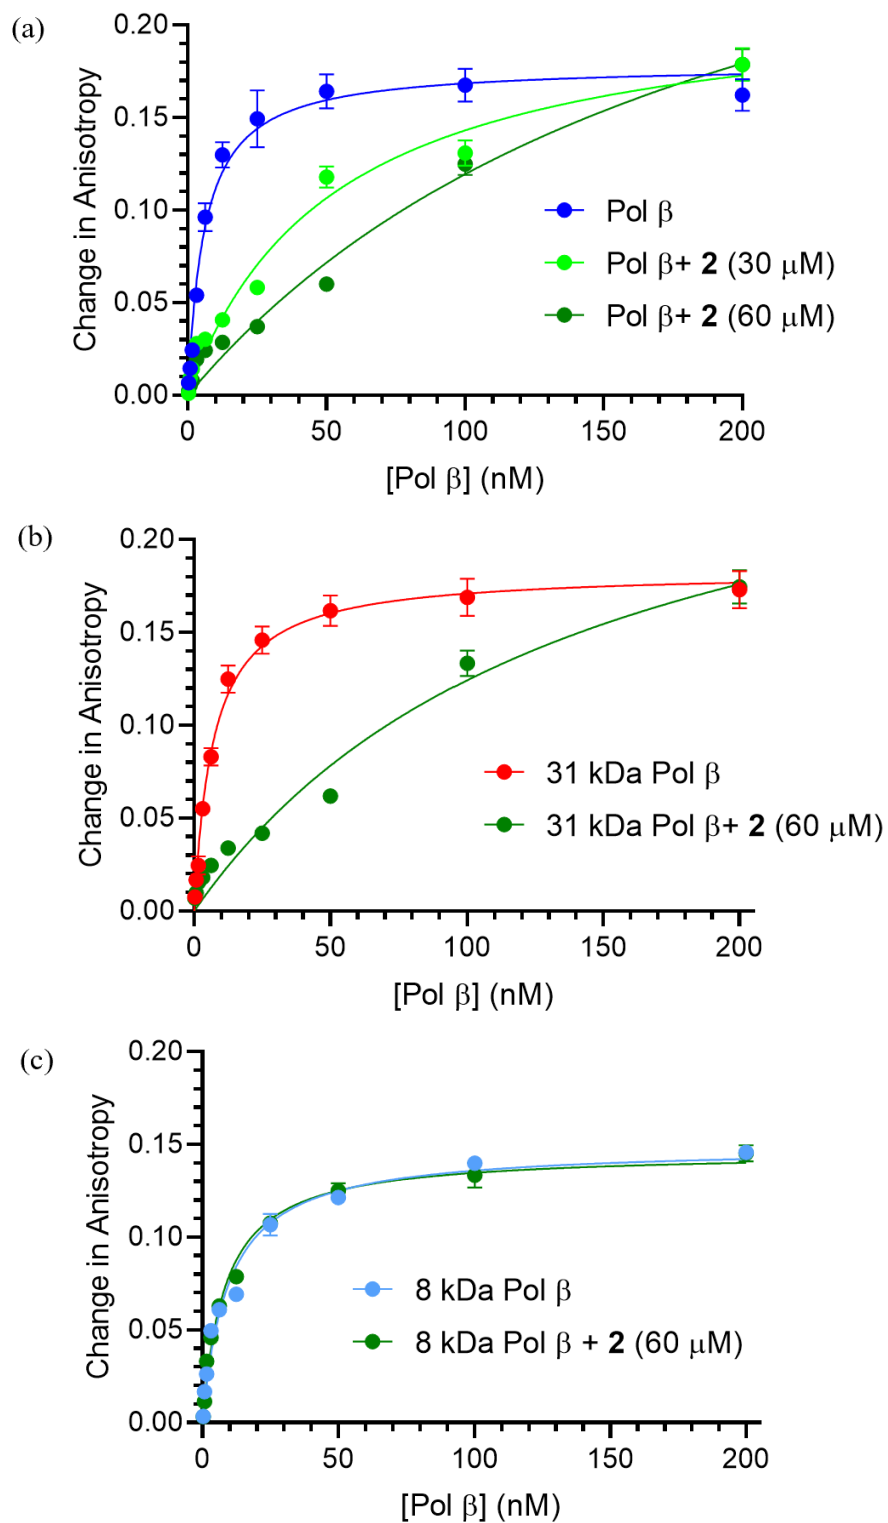 (a)
0.20
0.15
0.10
0.05
0.00
Change in Anisotropy
0 50 100 150 200
[Pol β] (nM)
Pol β
Pol β+ 2 (30 μM)
Pol β+ 2 (60 μM)
(b)
0.20
0.15
0.10
0.05
0.00
Change in Anisotropy
0 50 100 150 200
[Pol β] (nM)
31 kDa Pol β
31 kDa Pol β+ 2 (60 μM)
(c)
0.20
0.15
0.10
0.05
0.00
Change in Anisotropy
0 50 100 150 200
[Pol β] (nM)
8 kDa Pol β
8 kDa Pol β + 2 (60 μM)